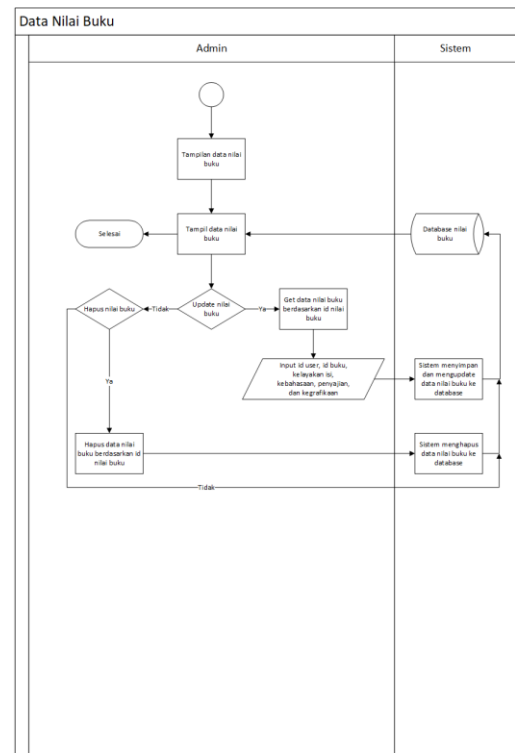 Data Nilai Buku
Admin
Sistem
Tampilan data nilai
buku
Selesai
Tampil data nilai
buku
Database nilai
buku
Hapus nilai buku
Tidak
Update nilai
buku
Ya
Get data nilai buku
berdasarkan id nilai
buku
Input id user, id buku,
kelayakan isi,
kebahasaan, penyajian,
dan kegrafikaan
Sistem menyimpan
dan mengupdate
data nilai buku ke
database
Ya
Hapus data nilai
buku berdasarkan id
nilai buku
Sistem menghapus
data nilai buku ke
database
Tidak